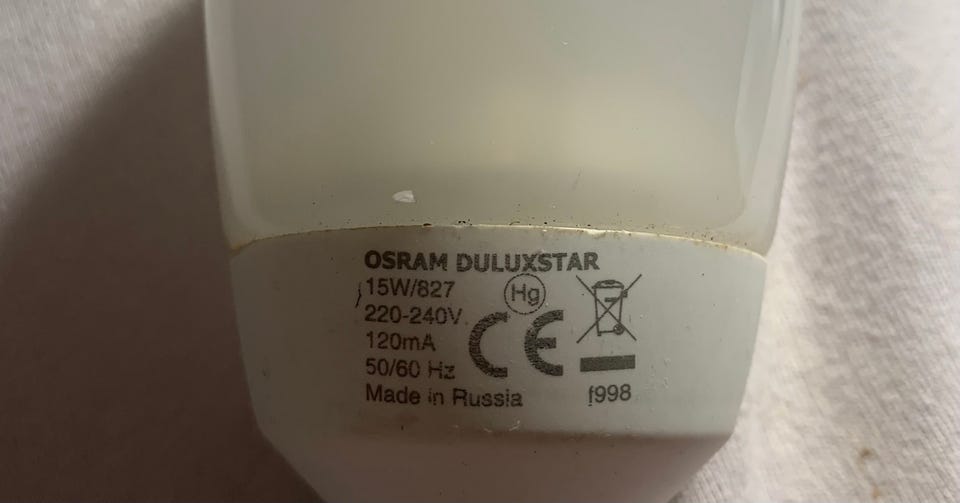 OSRAM DULUXSTAR
15W/827
Hg
220-240V
120mA
CE
50/60 Hz
Made in Russia
f998